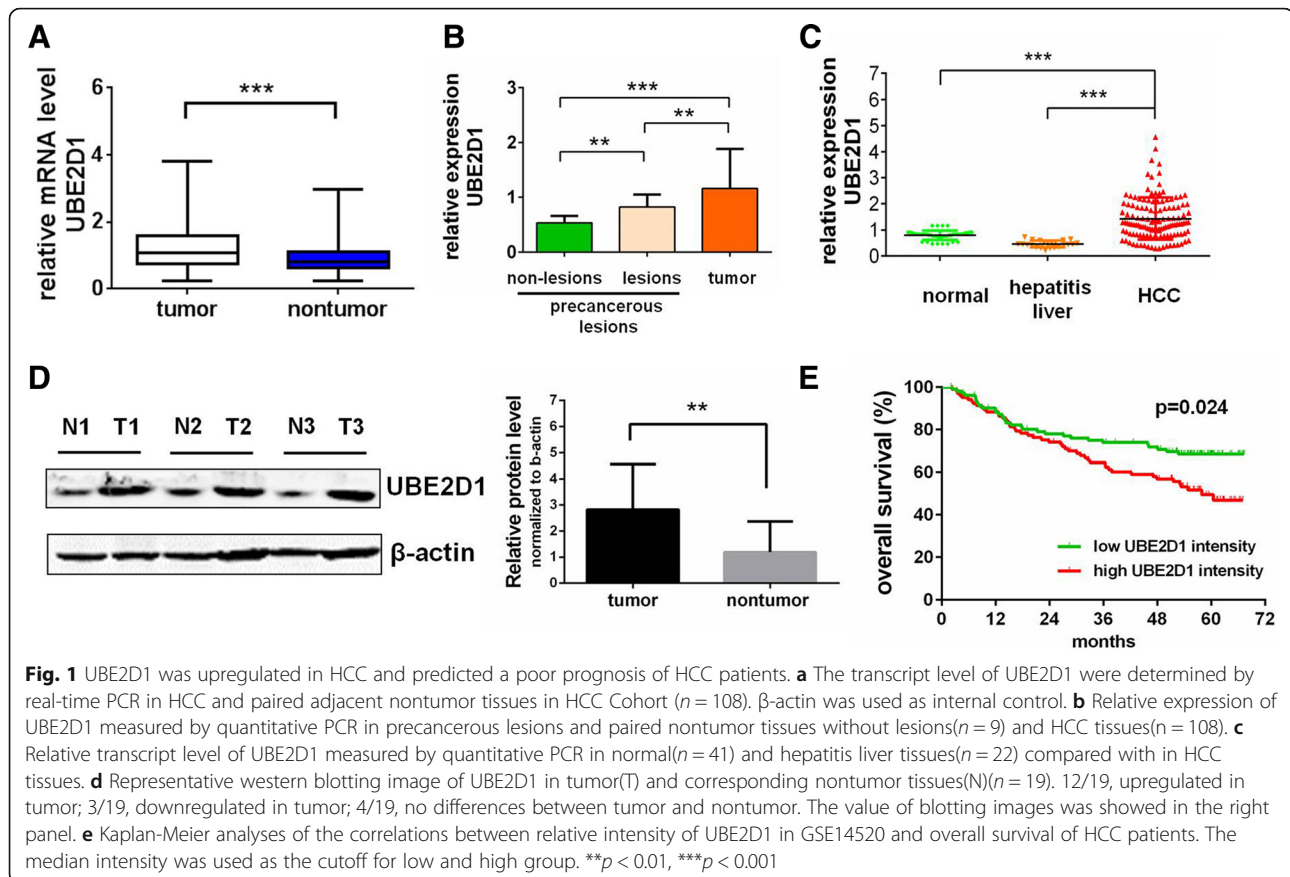 A
relative mRNA level
UBE2D1
6
4
2
0
***
tumor
nontumor
B
relative expression
UBE2D1
3
2
1
0
***
**
**
non-lesions
lesions
tumor
precancerous
lesions
C
relative expression
UBE2D1
7
6
5
4
3
2
1
0
***
***
normal
hepatitis
liver
HCC
D
N1 T1 N2 T2 N3 T3
UBE2D1
β-actin
Relative protein level
normalized to b-actin
7
6
5
4
3
2
1
0
**
tumor
nontumor
E
overall survival (%)
100
80
60
40
20
0
p=0.024
low UBE2D1 intensity
high UBE2D1 intensity
0 12 24 36 48 60 72
months
Fig. 1 UBE2D1 was upregulated in HCC and predicted a poor prognosis of HCC patients. a The transcript level of UBE2D1 were determined by
real-time PCR in HCC and paired adjacent nontumor tissues in HCC Cohort (n = 108). β-actin was used as internal control. b Relative expression of
UBE2D1 measured by quantitative PCR in precancerous lesions and paired nontumor tissues without lesions(n = 9) and HCC tissues(n = 108). c
Relative transcript level of UBE2D1 measured by quantitative PCR in normal(n = 41) and hepatitis liver tissues(n = 22) compared with in HCC
tissues. d Representative western blotting image of UBE2D1 in tumor(T) and corresponding nontumor tissues(N)(n = 19). 12/19, upregulated in
tumor; 3/19, downregulated in tumor; 4/19, no differences between tumor and nontumor. The value of blotting images was showed in the right
panel. e Kaplan-Meier analyses of the correlations between relative intensity of UBE2D1 in GSE14520 and overall survival of HCC patients. The
median intensity was used as the cutoff for low and high group. **p < 0.01, ***p < 0.001